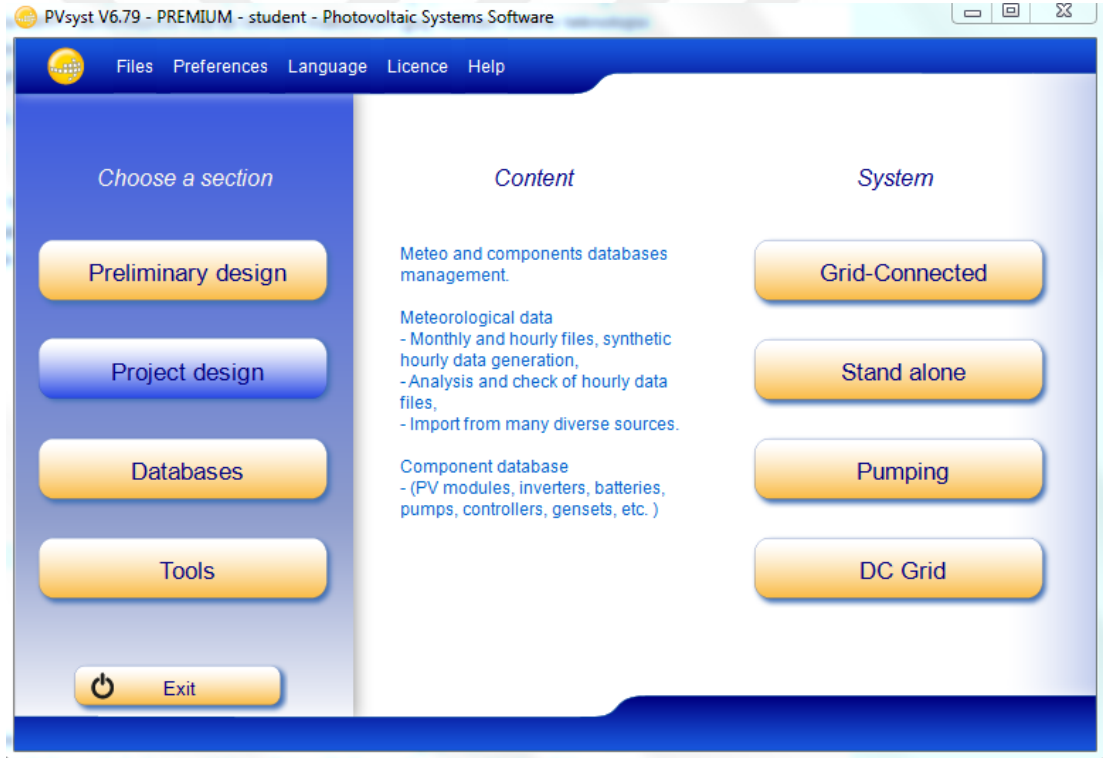 PVsyst V6.79 - PREMIUM - student - Photovoltaic Systems Software
Files Preferences Language Licence Help
Choose a section
Preliminary design
Project design
Databases
Tools
Exit
Content
Meteo and components databases
management.
Meteorological data
- Monthly and hourly files, synthetic
hourly data generation,
- Analysis and check of hourly data
files,
- Import from many diverse sources.
Component database
- (PV modules, inverters, batteries,
pumps, controllers, gensets, etc. )
System
Grid-Connected
Stand alone
Pumping
DC Grid